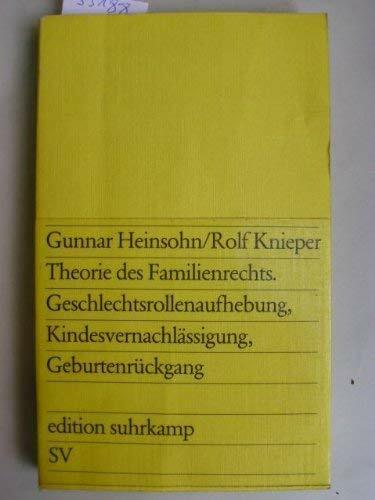 Gunnar Heinsohn/Rolf Knieper
Theorie des Familienrechts.
Geschlechtsrollenaufhebung,
Kindesvernachlässigung,
Geburtenrückgang
edition suhrkamp
SV